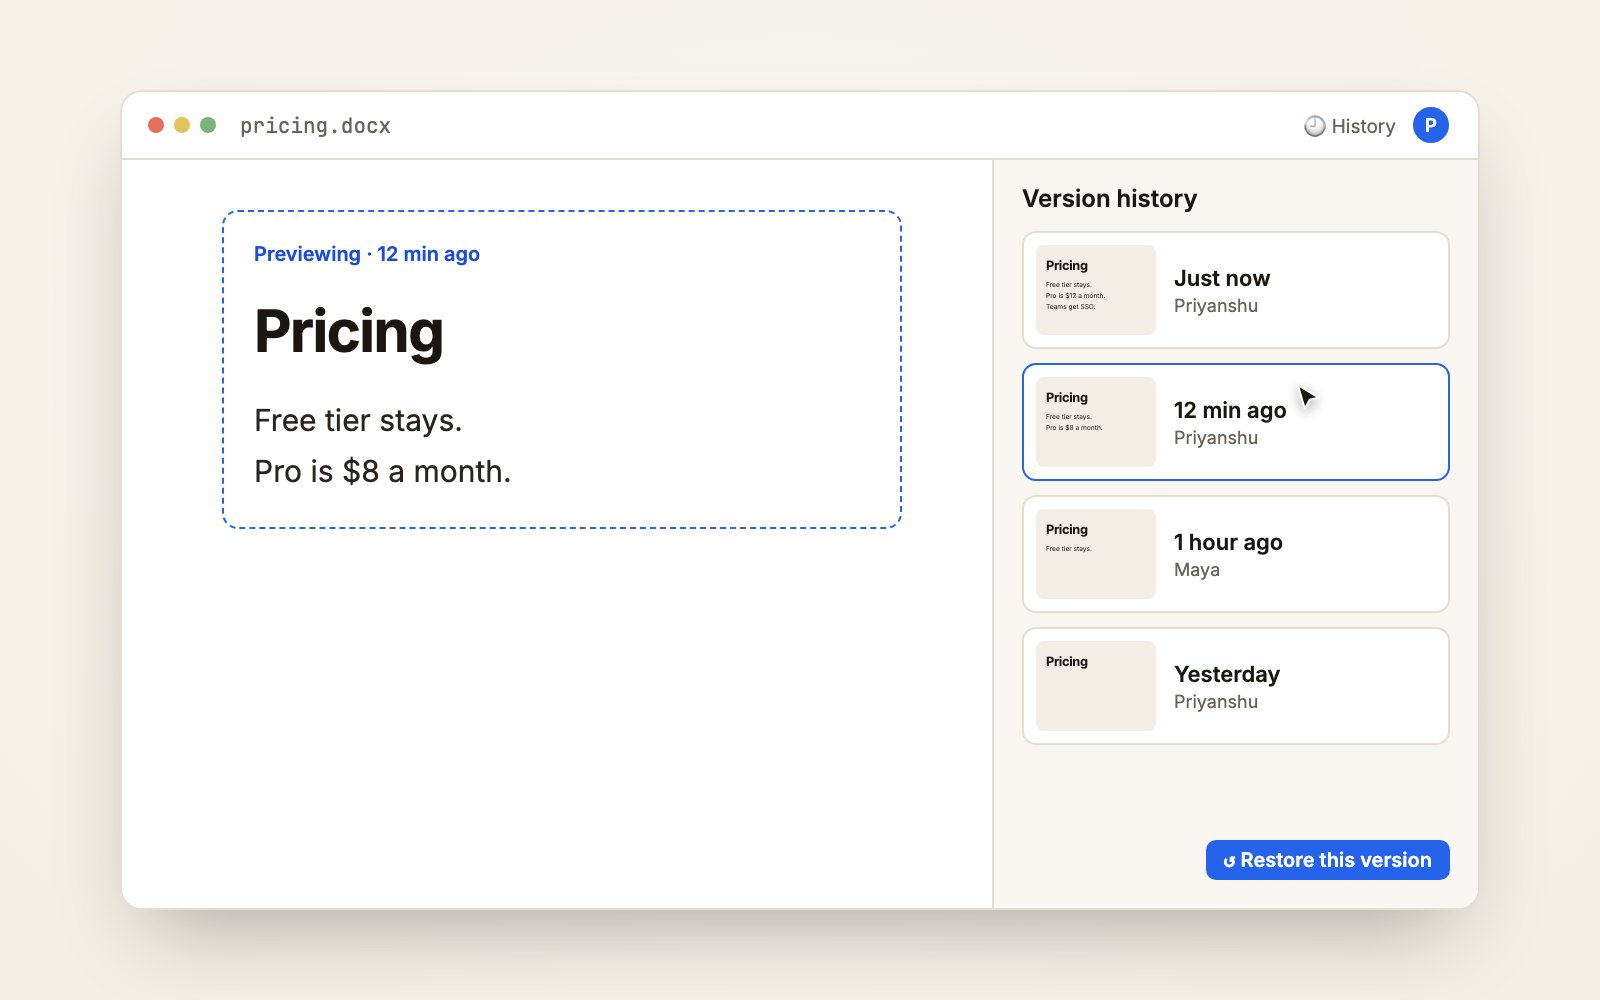 pricing.docx
History
P
Previewing · 12 min ago
Pricing
Free tier stays.
Pro is $8 a month.
Version history
Pricing
Free tier stays.
Pro is $12 a month.
Teams get SSO.
Just now
Priyanshu
Pricing
Free tier stays.
Pro is $8 a month.
12 min ago
Priyanshu
Pricing
Free tier stays.
1 hour ago
Maya
Pricing
Yesterday
Priyanshu
↺ Restore this version